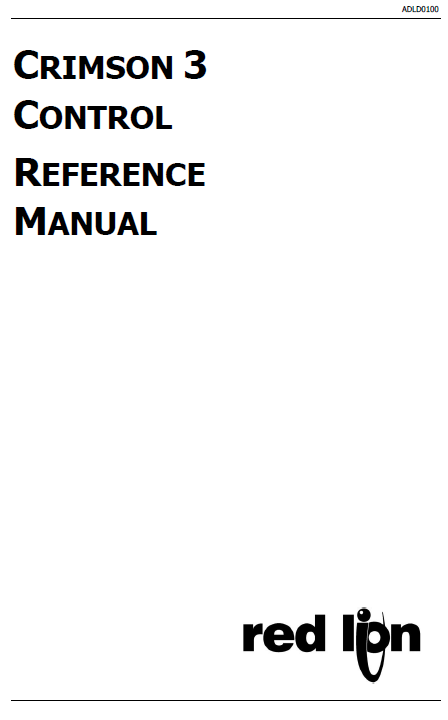 ADLD0100
CRIMSON 3
CONTROL
REFERENCE
MANUAL
red lion